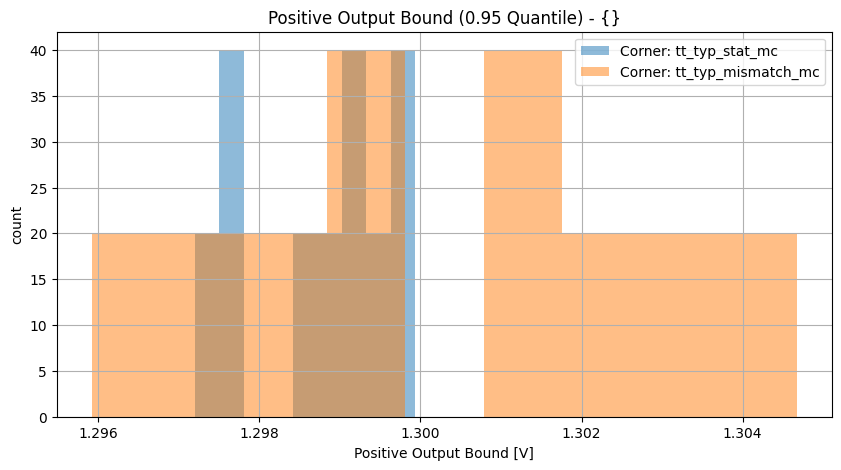 Positive Output Bound (0.95 Quantile) - {}
Corner: tt_typ_stat_mc
Corner: tt_typ_mismatch_mc
count
40
35
30
25
20
15
10
5
0
1.296 1.298 1.300 1.302 1.304
Positive Output Bound [V]